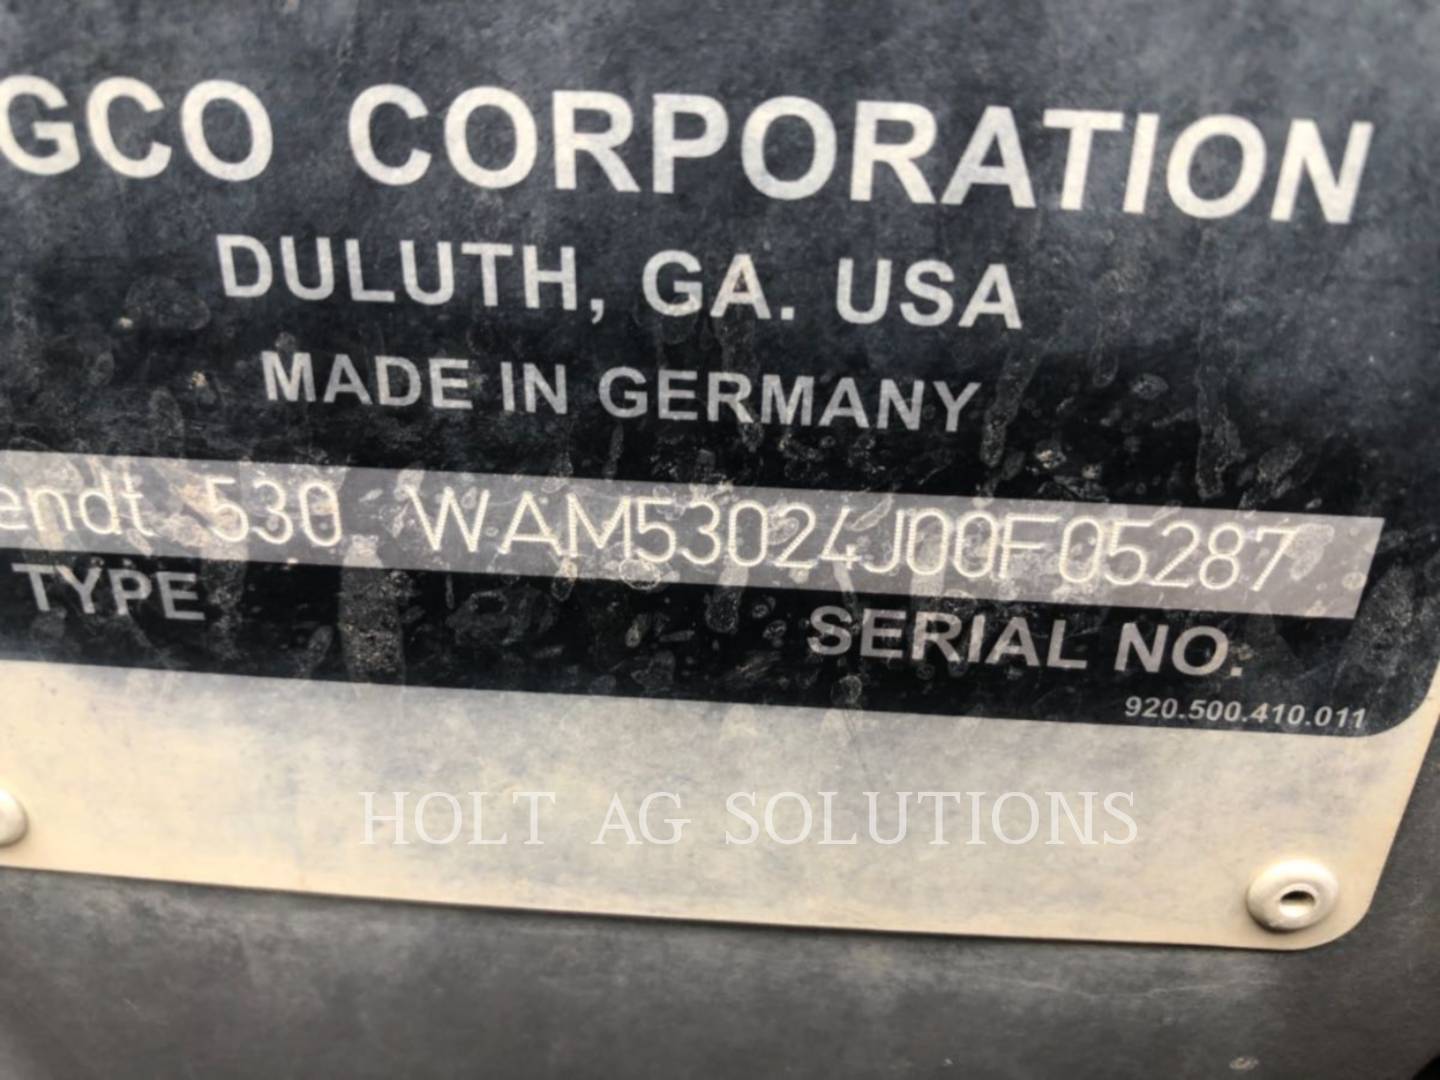 GCO CORPORATION
DULUTH, GA. USA
MADE IN GERMANY
endt 530 WAM53024J00F05287
TYPE SERIAL NO.
920.500.410.011
HOLT AG SOLUTIONS